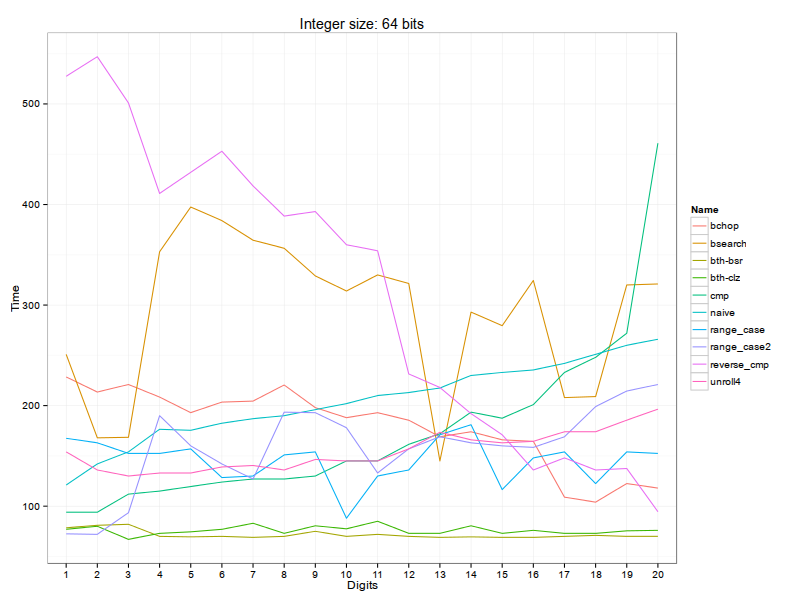 Integer size: 64 bits
500
400
300
200
100
Time
1 2 3 4 5 6 7 8 9 10 11 12 13 14 15 16 17 18 19 20
Digits
Name
bchop
bsearch
bth-bsr
bth-clz
cmp
naive
range_case
range_case2
reverse_cmp
unroll4